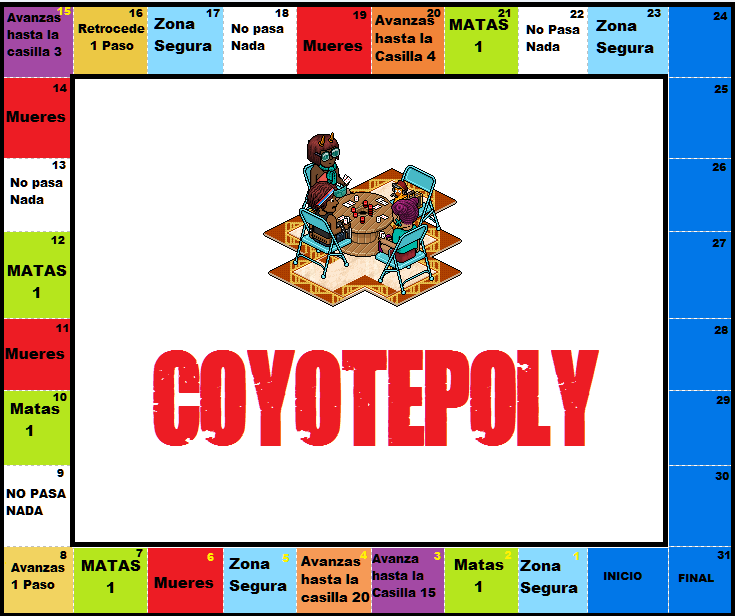 15
Avanzas
hasta la
casilla 3
16
Retrocede
1 Paso
17
Zona
Segura
18
No pasa
Nada
19
Mueres
20
Avanzas
hasta la
Casilla 4
21
MATAS
1
22
No Pasa
Nada
23
Zona
Segura
24
14
Mueres
25
13
No pasa
Nada
26
12
MATAS
1
27
11
Mueres
28
COYOTEPOLY
10
Matas
1
29
9
NO PASA
NADA
30
8
Avanzas
1 Paso
7
MATAS
1
6
Mueres
5
Zona
Segura
4
Avanzas
hasta la
casilla 20
3
Avanza
hasta la
Casilla 15
2
Matas
1
1
Zona
Segura
INICIO
31
FINAL